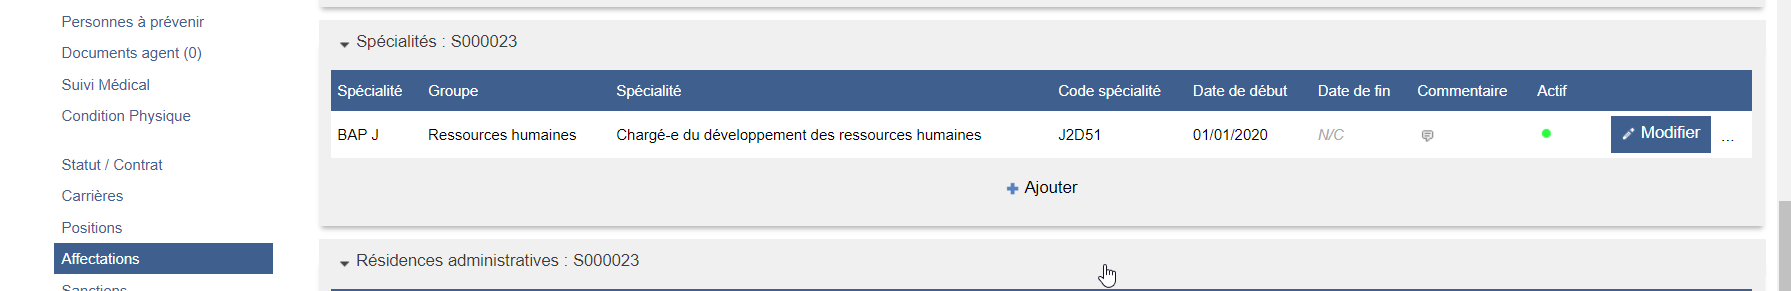 Personnes à prévenir
Documents agent (0)
Suivi Médical
Condition Physique
Statut / Contrat
Carrières
Positions
Affectations
Sanctions
Spécialités : S000023
Spécialité Groupe Spécialité Code spécialité Date de début Date de fin Commentaire Actif
BAP J Ressources humaines Chargé-e du développement des ressources humaines J2D51 01/01/2020 N/C Modifier ...
Ajouter
Résidences administratives : S000023